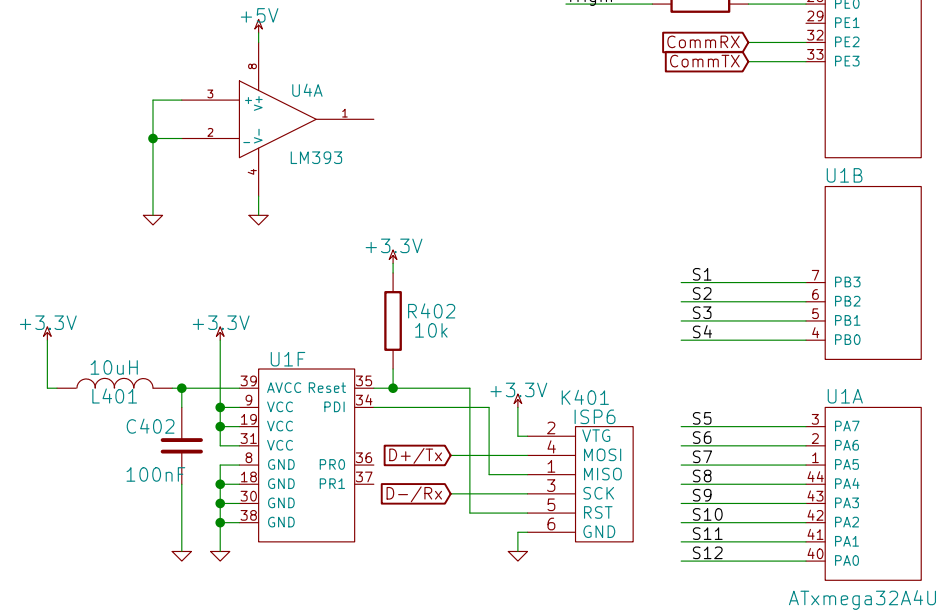 +5V
8
3
+
V+
U4A
1
2
-
V-
LM393
4
28
PE0
29
PE1
CommRX
32
PE2
CommTX
33
PE3
U1B
S1
7
PB3
S2
6
PB2
S3
5
PB1
S4
4
PB0
+3.3V
R402
10k
+3.3V
+3.3V
10uH
L401
C402
100nF
U1F
39
AVCC
Reset
35
9
VCC
PDI
34
19
VCC
31
VCC
8
GND
PR0
36
18
GND
PR1
37
30
GND
38
GND
D+/Tx
D-/Rx
+3.3V
K401
ISP6
2
VTG
4
MOSI
1
MISO
3
SCK
5
RST
6
GND
U1A
S5
3
PA7
S6
2
PA6
S7
1
PA5
S8
44
PA4
S9
43
PA3
S10
42
PA2
S11
41
PA1
S12
40
PA0
ATxmega32A4U